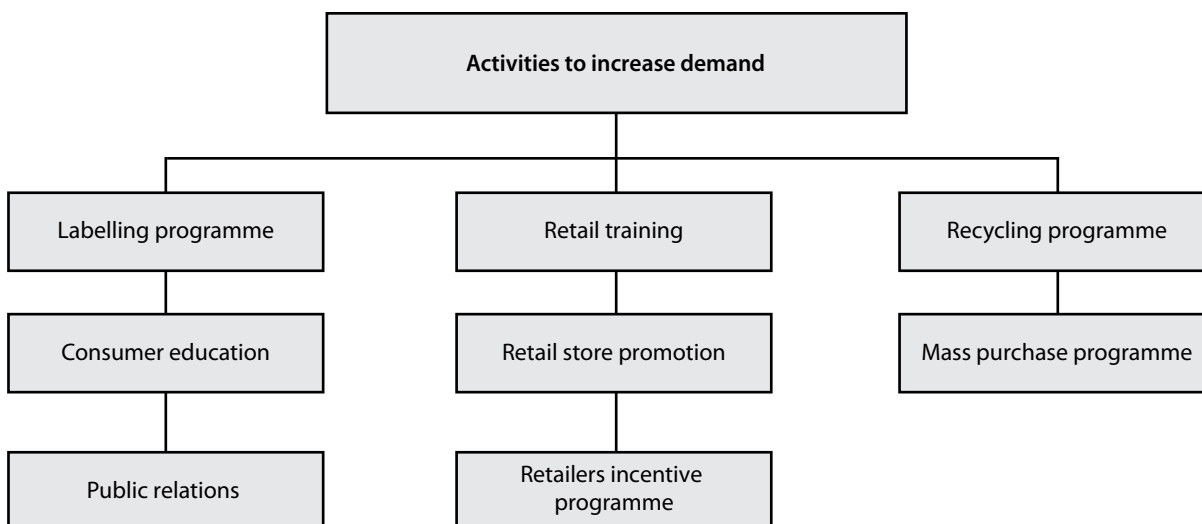 Activities to increase demand
Labelling programme
Retail training
Recycling programme
Consumer education
Retail store promotion
Mass purchase programme
Public relations
Retailers incentive
programme